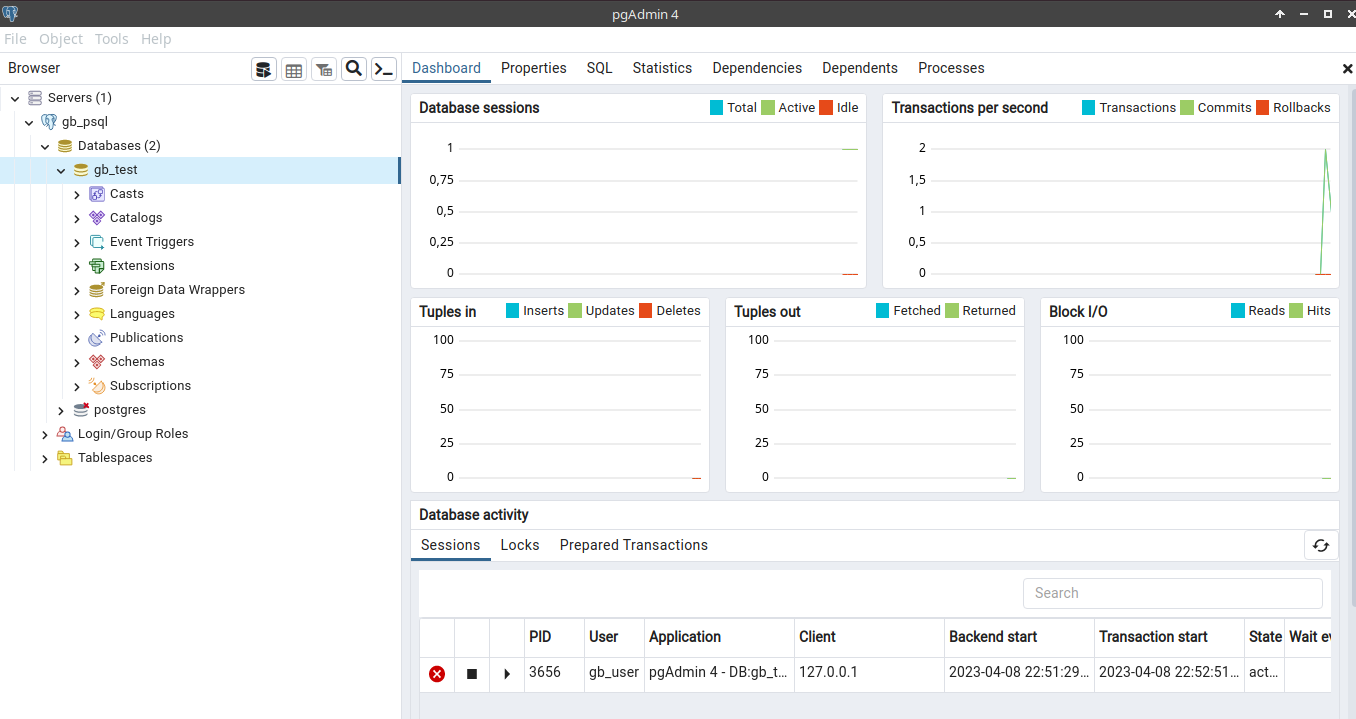 pgAdmin 4
File Object Tools Help
Browser
Dashboard Properties SQL Statistics Dependencies Dependents Processes
Servers (1)
gb_psql
Databases (2)
gb_test
Casts
Catalogs
Event Triggers
Extensions
Foreign Data Wrappers
Languages
Publications
Schemas
Subscriptions
postgres
Login/Group Roles
Tablespaces
Database sessions Total Active Idle
1
0,75
0,5
0,25
0
Transactions per second Transactions Commits Rollbacks
2
1,5
1
0,5
0
Tuples in Inserts Updates Deletes
100
75
50
25
0
Tuples out Fetched Returned
100
75
50
25
0
Block I/O Reads Hits
100
75
50
25
0
Database activity
Sessions Locks Prepared Transactions
Search
PID User Application Client Backend start Transaction start State Wait ev
3656 gb_user pgAdmin 4 - DB:gb_t... 127.0.0.1 2023-04-08 22:51:29... 2023-04-08 22:52:51... act...